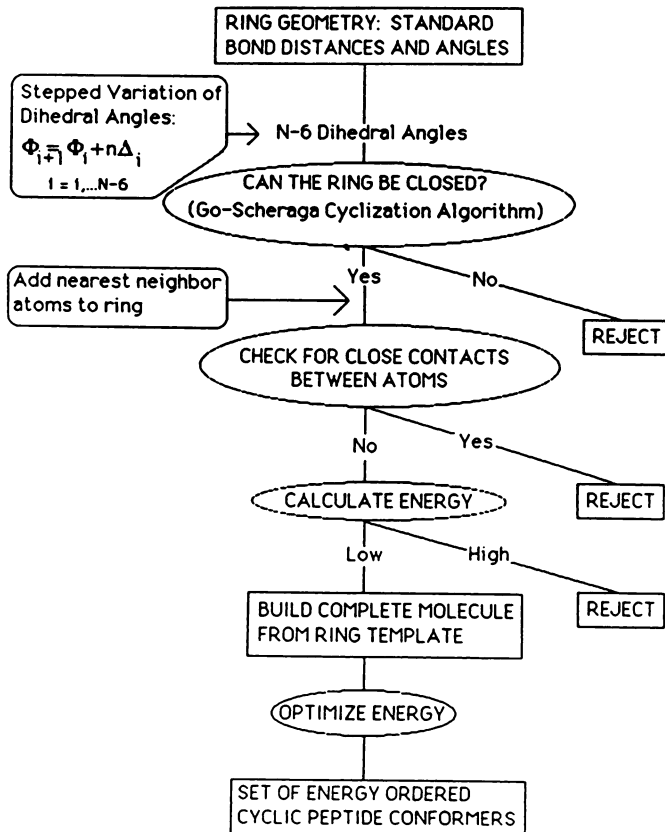 RING GEOMETRY: STANDARD
BOND DISTANCES AND ANGLES
Stepped Variation of
Dihedral Angles:
Φi+1 = Φi + nΔi
i = i,...N-6
N-6 Dihedral Angles
CAN THE RING BE CLOSED?
(Go-Scheraga Cyclization Algorithm)
Add nearest neighbor
atoms to ring
Yes
No
REJECT
CHECK FOR CLOSE CONTACTS
BETWEEN ATOMS
No
Yes
REJECT
CALCULATE ENERGY
Low
High
REJECT
BUILD COMPLETE MOLECULE
FROM RING TEMPLATE
OPTIMIZE ENERGY
SET OF ENERGY ORDERED
CYCLIC PEPTIDE CONFORMERS